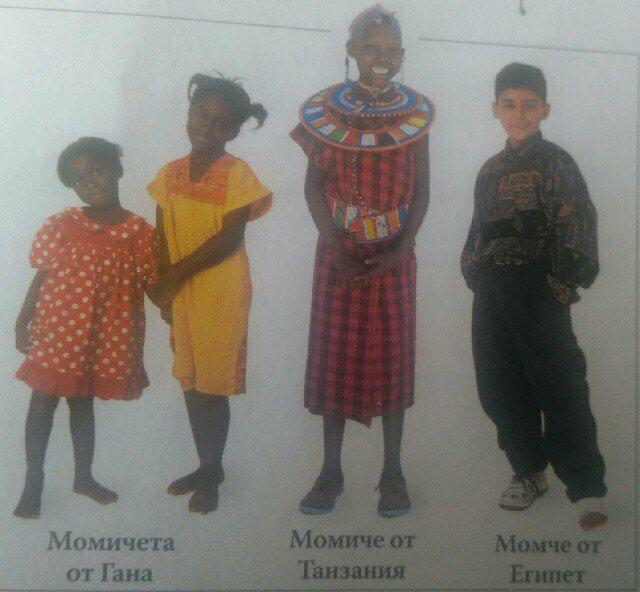 Момичета
от Гана
Момиче от
Танзания
Момче от
Египет